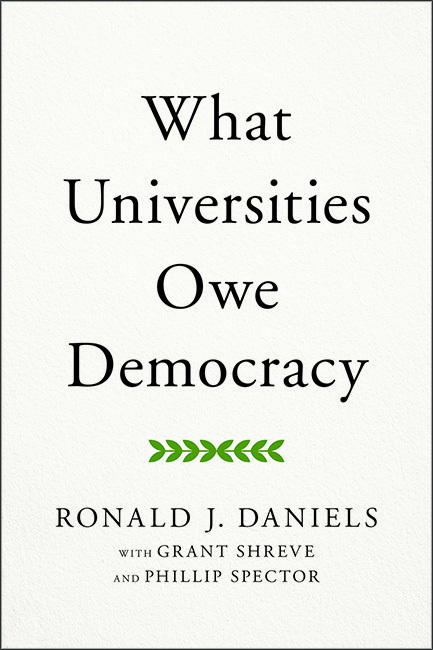 What
Universities
Owe
Democracy
RONALD J. DANIELS
WITH GRANT SHREVE
AND PHILLIP SPECTOR